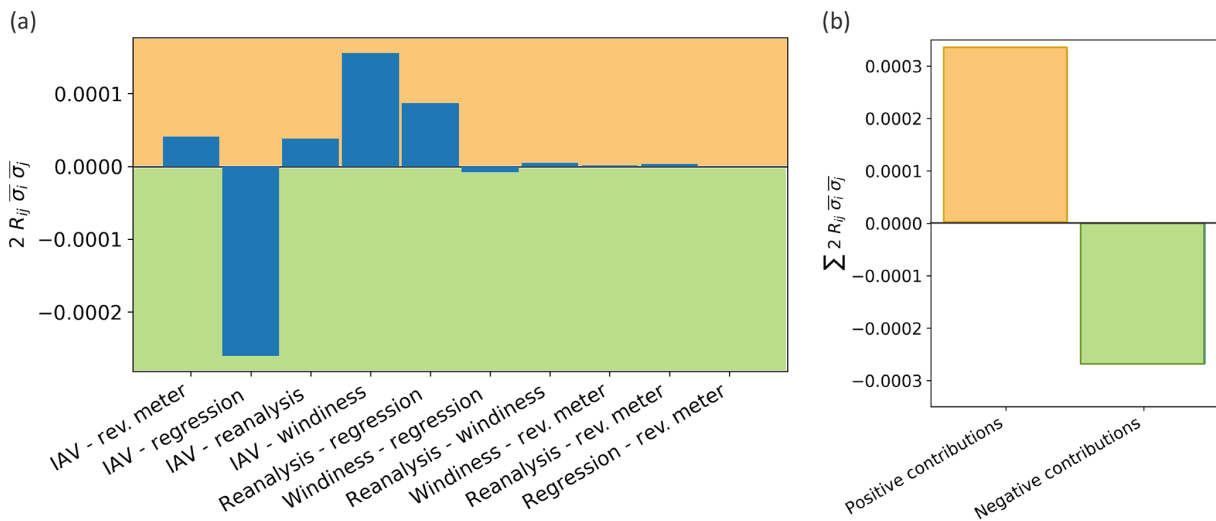 (a)
2 R_ij σ̅_i σ̅_j
0.0001
0.0000
−0.0001
−0.0002
IAV - rev. meter
IAV - regression
IAV - reanalysis
IAV - windiness
Reanalysis - regression
Windiness - regression
Reanalysis - windiness
Windiness - rev. meter
Reanalysis - rev. meter
Regression - rev. meter
(b)
∑ 2 R_ij σ̅_i σ̅_j
0.0003
0.0002
0.0001
0.0000
−0.0001
−0.0002
−0.0003
Positive contributions
Negative contributions